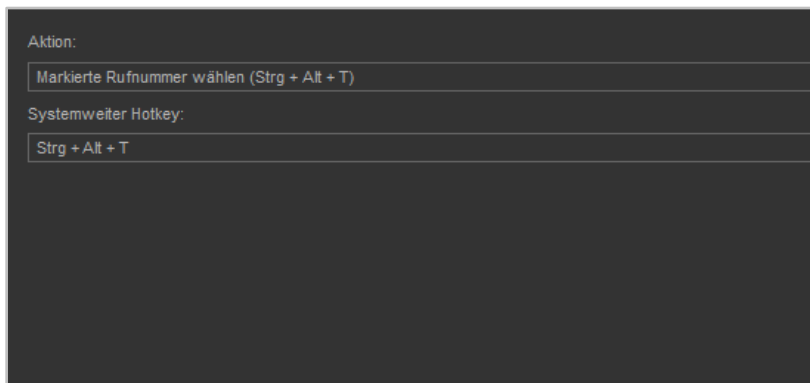 Aktion:
Markierte Rufnummer wählen (Strg + Alt + T)
Systemweiter Hotkey:
Strg + Alt + T